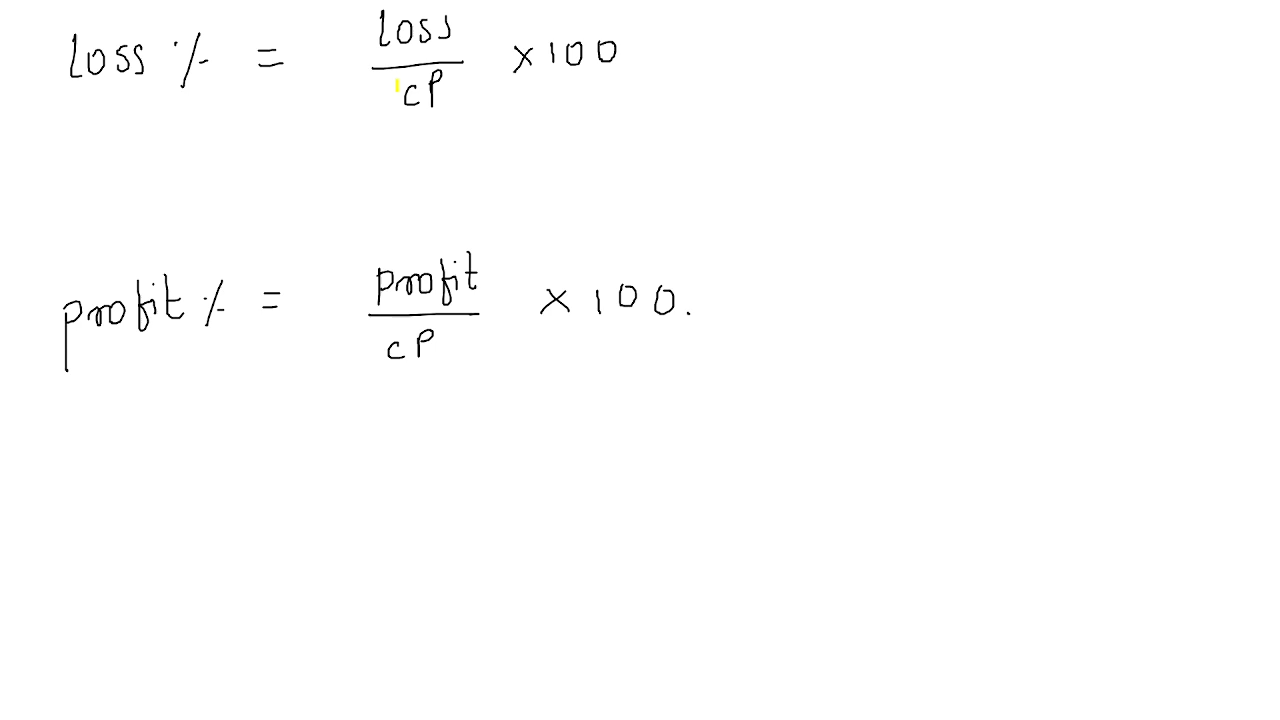 loss % = loss / CP × 100
profit % = profit / CP × 100.